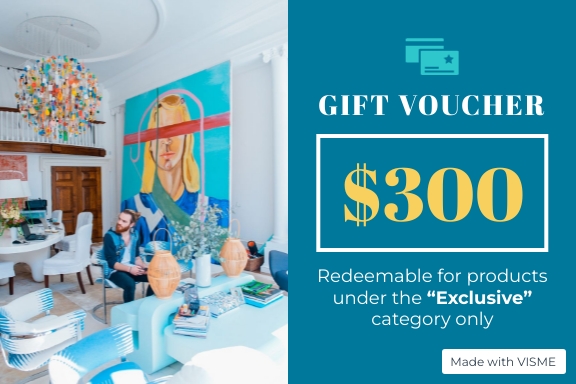 GIFT VOUCHER
$300
Redeemable for products
under the “Exclusive”
category only
Made with VISME